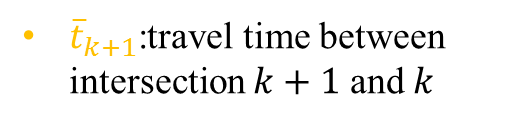 • t̄ₖ₊₁:travel time between
intersection k + 1 and k